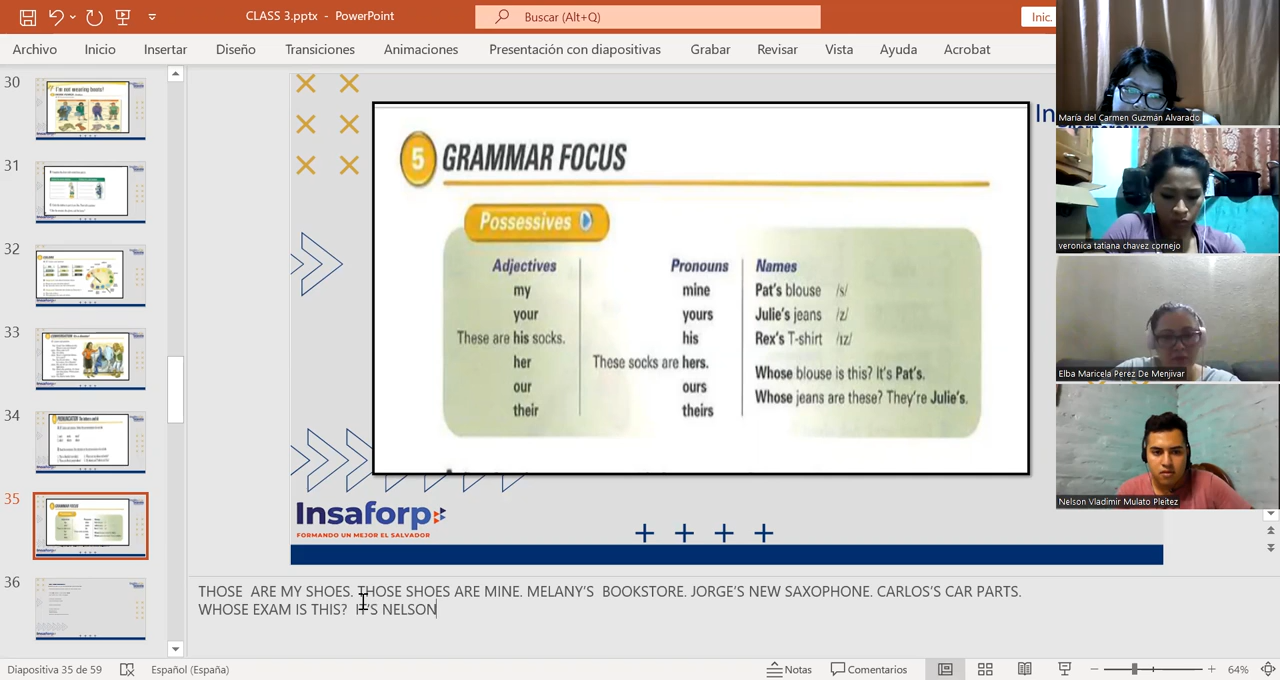 CLASS 3.pptx - PowerPoint
Buscar (Alt+Q)
Inic.
Archivo Inicio Insertar Diseño Transiciones Animaciones Presentación con diapositivas Grabar Revisar Vista Ayuda Acrobat
30
I'm not wearing boots!
31
32
33
34
35
GRAMMAR FOCUS
36
In
5 GRAMMAR FOCUS
Possessives
Adjectives Pronouns Names
my mine Pat's blouse /s/
your yours Julie's jeans /z/
These are his socks. his Rex's T-shirt /ɪz/
her These socks are hers.
Whose blouse is this? It's Pat's.
our ours
Whose jeans are these? They're Julie's.
their theirs
Insaforp
FORMANDO UN MEJOR EL SALVADOR
María del Carmen Guzmán Alvarado
veronica tatiana chavez cornejo
Elba Maricela Perez De Menjivar
Nelson Vladimir Mulato Pleitez
THOSE ARE MY SHOES. THOSE SHOES ARE MINE. MELANY'S BOOKSTORE. JORGE'S NEW SAXOPHONE. CARLOS'S CAR PARTS.
WHOSE EXAM IS THIS? IT'S NELSON
Diapositiva 35 de 59 Español (España) Notas Comentarios 64%